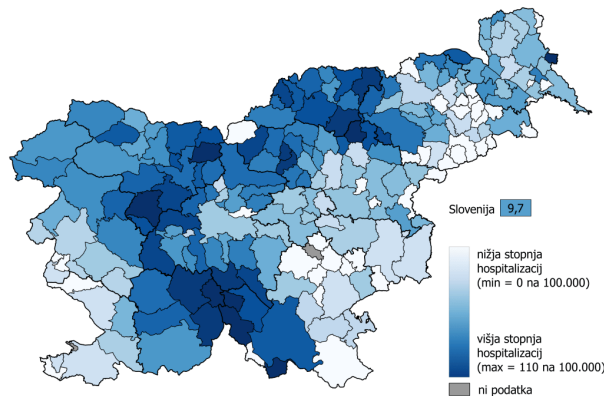 Slovenija 9,7
nižja stopnja
hospitalizacij
(min = 0 na 100.000)
višja stopnja
hospitalizacij
(max = 110 na 100.000)
ni podatka